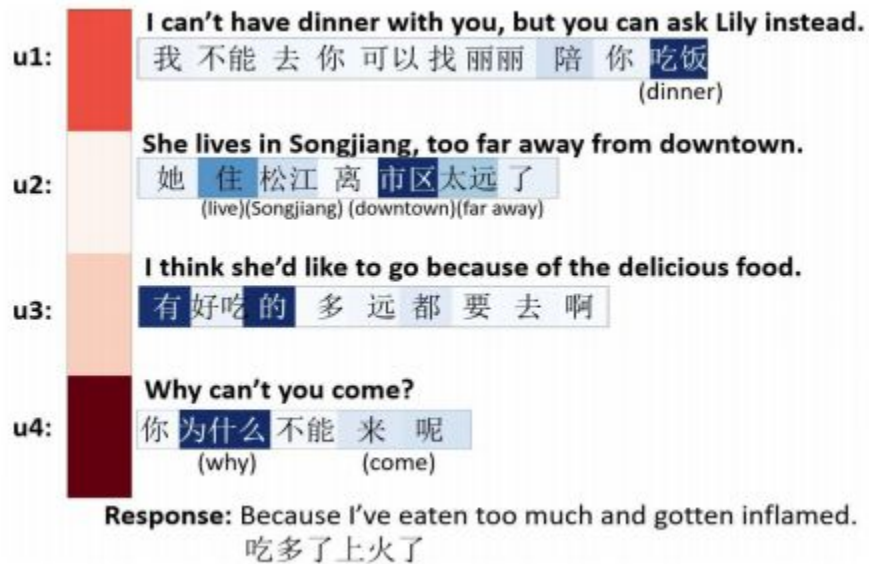 I can't have dinner with you, but you can ask Lily instead.
u1: 我 不能 去 你 可以 找 丽丽 陪 你 吃饭
(dinner)
She lives in Songjiang, too far away from downtown.
u2: 她 住 松江 离 市区 太远 了
(live)(Songjiang) (downtown)(far away)
I think she'd like to go because of the delicious food.
u3: 有 好吃 的 多 远 都 要 去 啊
Why can't you come?
u4: 你 为什么 不能 来 呢
(why) (come)
Response: Because I've eaten too much and gotten inflamed.
吃多了上火了